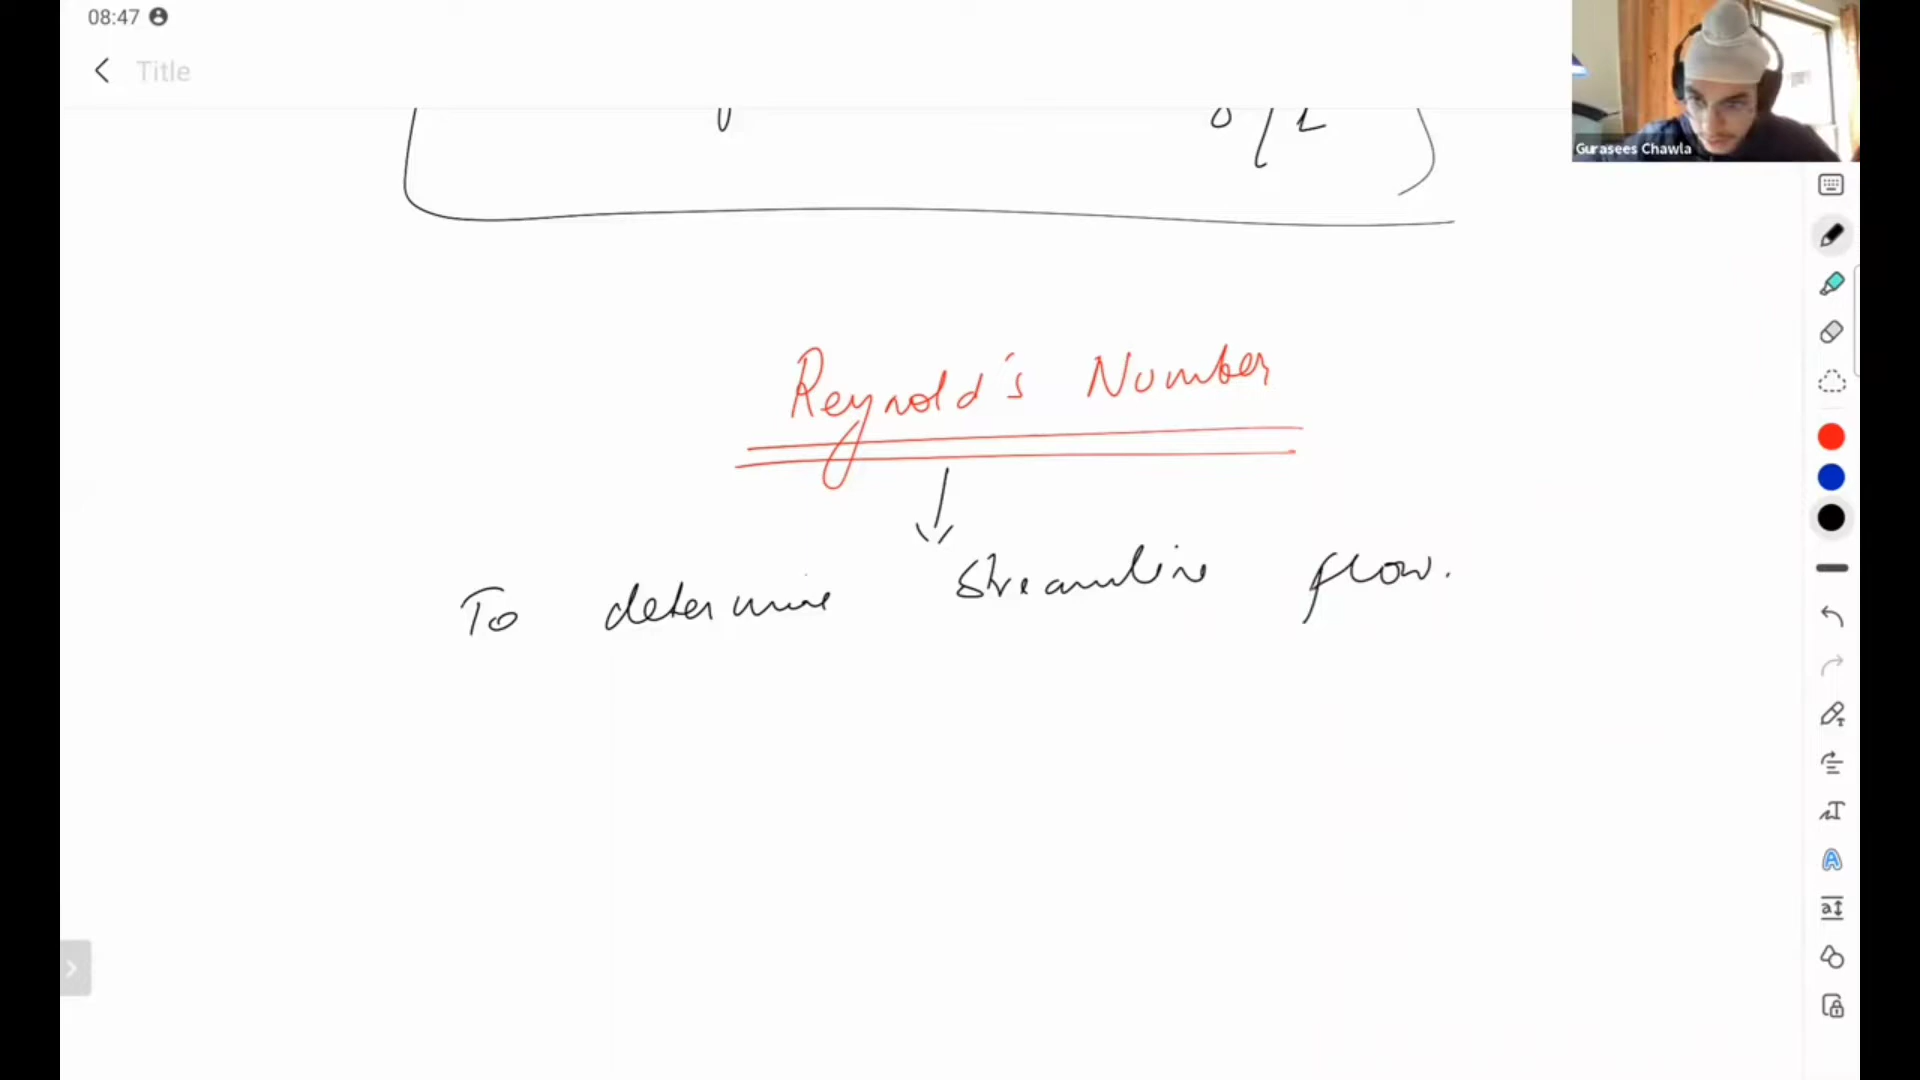 08:47
Title
Gurasees Chawla
Reynold's Number
To determine streamline flow.